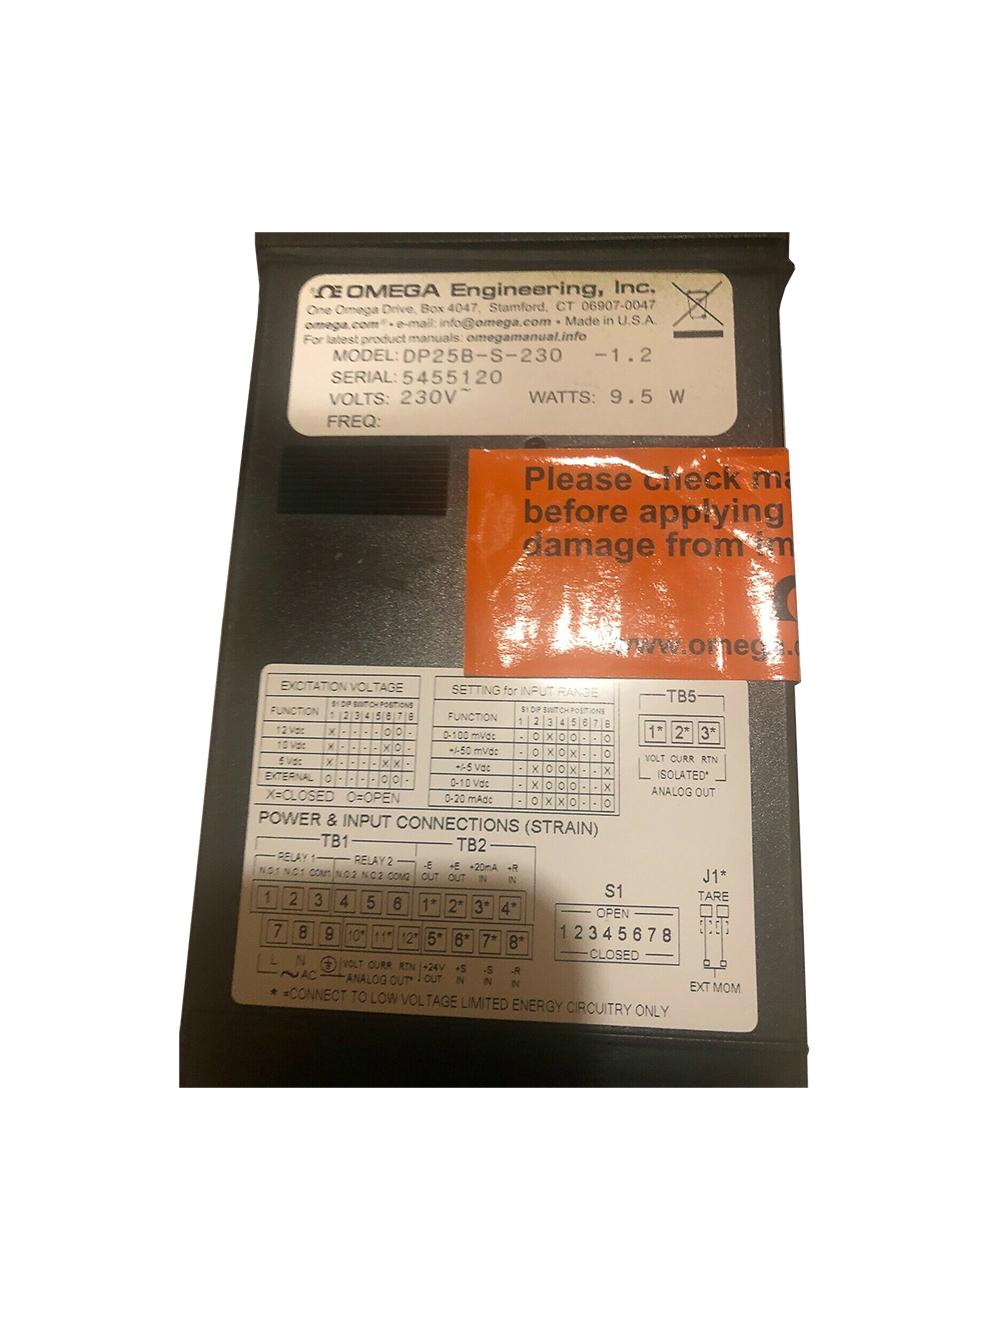 OMEGA Engineering, Inc.
One Omega Drive, Box 4047, Stamford, CT 06907-0047
omega.com® • e-mail: info@omega.com • Made in U.S.A.
For latest product manuals: omegamanual.info
MODEL: DP25B-S-230 -1.2
SERIAL: 5455120
VOLTS: 230V~ WATTS: 9.5 W
FREQ:
Please check ma
before applying
damage from im
www.omega.c
EXCITATION VOLTAGE
FUNCTION S1 DIP SWITCH POSITIONS
1 2 3 4 5 6 7 8
12 Vdc X - - - - O O -
10 Vdc X - - - - X O -
5 Vdc X - - - - X X -
EXTERNAL O - - - - O O -
X=CLOSED O=OPEN
SETTING for INPUT RANGE
FUNCTION S1 DIP SWITCH POSITIONS
1 2 3 4 5 6 7 8
0-100 mVdc - O X O O - - O
+/-50 mVdc - O X O X - - O
+/-5 Vdc - X O O X - - X
0-10 Vdc - X O O O - - X
0-20 mAdc - O X X O - - O
TB5
1* 2* 3*
VOLT CURR RTN
ISOLATED*
ANALOG OUT
POWER & INPUT CONNECTIONS (STRAIN)
TB1 TB2
RELAY 1 RELAY 2 -E +E +20mA +R
N.O.1 N.C.1 COM1 N.O.2 N.C.2 COM2 OUT OUT IN IN
1 2 3 4 5 6 1* 2* 3* 4*
7 8 9 10* 11* 12* 5* 6* 7* 8*
L N VOLT CURR RTN +24V +S -S -R
~AC ANALOG OUT* OUT IN IN IN
* =CONNECT TO LOW VOLTAGE LIMITED ENERGY CIRCUITRY ONLY
S1
OPEN
1 2 3 4 5 6 7 8
CLOSED
J1*
TARE
EXT MOM